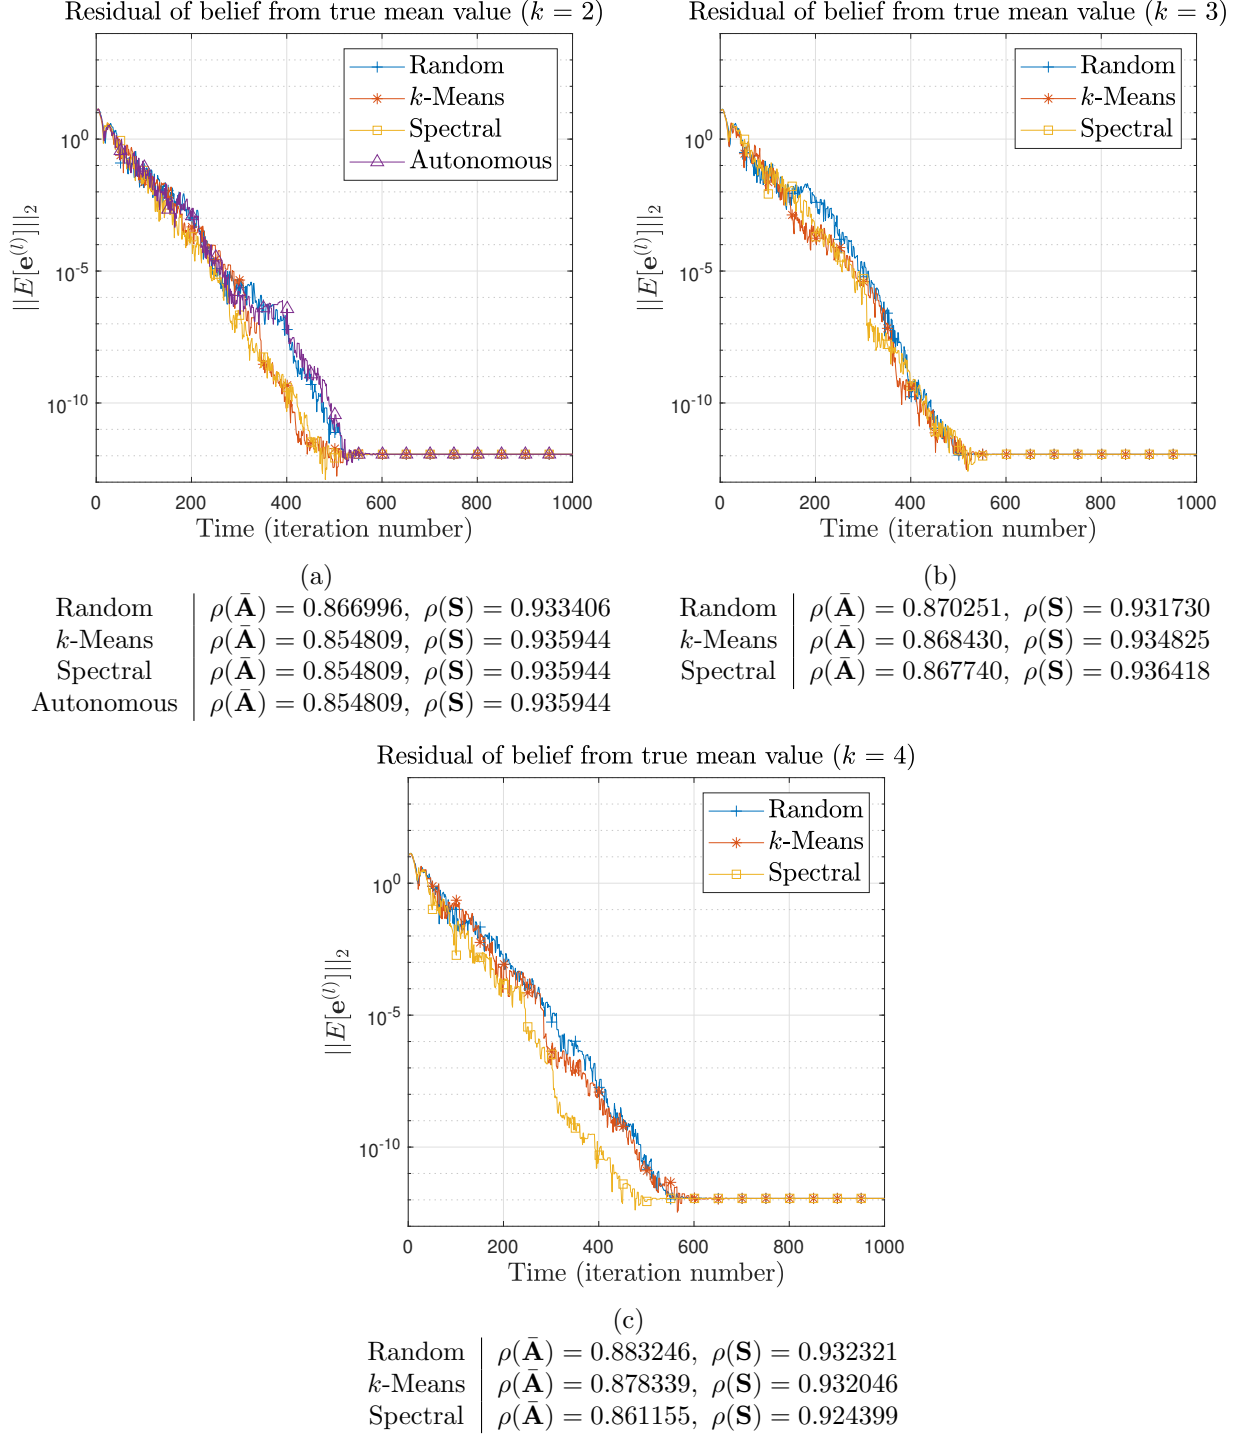 Residual of belief from true mean value (k = 2)
Random
k-Means
Spectral
Autonomous
10^0
10^-5
10^-10
||E[e^(l)]||_2
0 200 400 600 800 1000
Time (iteration number)
(a)
Random | ρ(Ā) = 0.866996, ρ(S) = 0.933406
k-Means | ρ(Ā) = 0.854809, ρ(S) = 0.935944
Spectral | ρ(Ā) = 0.854809, ρ(S) = 0.935944
Autonomous | ρ(Ā) = 0.854809, ρ(S) = 0.935944
Residual of belief from true mean value (k = 3)
Random
k-Means
Spectral
10^0
10^-5
10^-10
||E[e^(l)]||_2
0 200 400 600 800 1000
Time (iteration number)
(b)
Random | ρ(Ā) = 0.870251, ρ(S) = 0.931730
k-Means | ρ(Ā) = 0.868430, ρ(S) = 0.934825
Spectral | ρ(Ā) = 0.867740, ρ(S) = 0.936418
Residual of belief from true mean value (k = 4)
Random
k-Means
Spectral
10^0
10^-5
10^-10
||E[e^(l)]||_2
0 200 400 600 800 1000
Time (iteration number)
(c)
Random | ρ(Ā) = 0.883246, ρ(S) = 0.932321
k-Means | ρ(Ā) = 0.878339, ρ(S) = 0.932046
Spectral | ρ(Ā) = 0.861155, ρ(S) = 0.924399